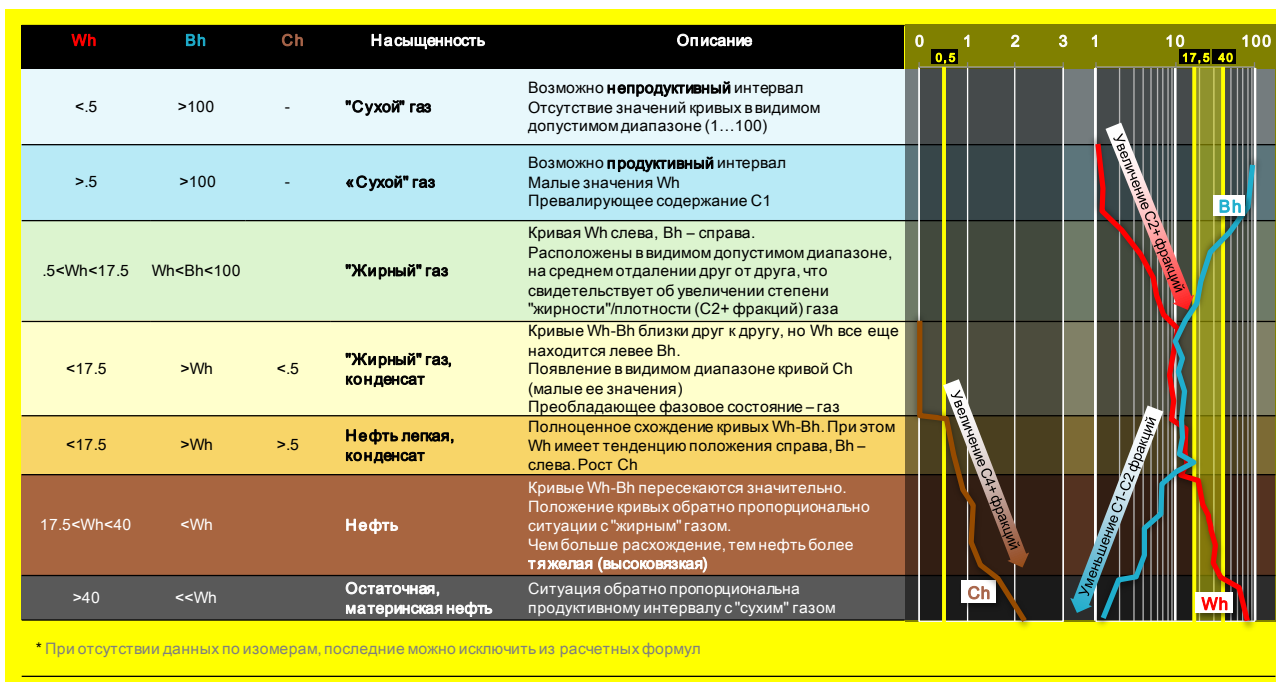 Wh Bh Ch Насыщенность Описание 0 1 2 3 1 10 100
0,5 17,5 40
<.5 >100 - "Сухой" газ
Возможно непродуктивный интервал
Отсутствие значений кривых в видимом
допустимом диапазоне (1…100)
>.5 >100 - «Сухой" газ
Возможно продуктивный интервал
Малые значения Wh
Превалирующее содержание С1
.5<Wh<17.5 Wh<Bh<100 "Жирный" газ
Кривая Wh слева, Bh – справа.
Расположены в видимом допустимом диапазоне,
на среднем отдалении друг от друга, что
свидетельствует об увеличении степени
"жирности"/плотности (С2+ фракций) газа
<17.5 >Wh <.5
"Жирный" газ,
конденсат
Кривые Wh-Bh близки друг к другу, но Wh все еще
находится левее Bh.
Появление в видимом диапазоне кривой Ch
(малые ее значения)
Преобладающее фазовое состояние – газ
<17.5 >Wh >.5
Нефть легкая,
конденсат
Полноценное схождение кривых Wh-Bh. При этом
Wh имеет тенденцию положения справа, Bh –
слева. Рост Ch
17.5<Wh<40 <Wh Нефть
Кривые Wh-Bh пересекаются значительно.
Положение кривых обратно пропорционально
ситуации с "жирным" газом.
Чем больше расхождение, тем нефть более
тяжелая (высоковязкая)
>40 <<Wh
Остаточная,
материнская нефть
Ситуация обратно пропорциональна
продуктивному интервалу с "сухим" газом
Увеличение С2+ фракций
Bh
Увеличение С4+ фракций
Уменьшение С1-С2 фракций
Ch
Wh
* При отсутствии данных по изомерам, последние можно исключить из расчетных формул